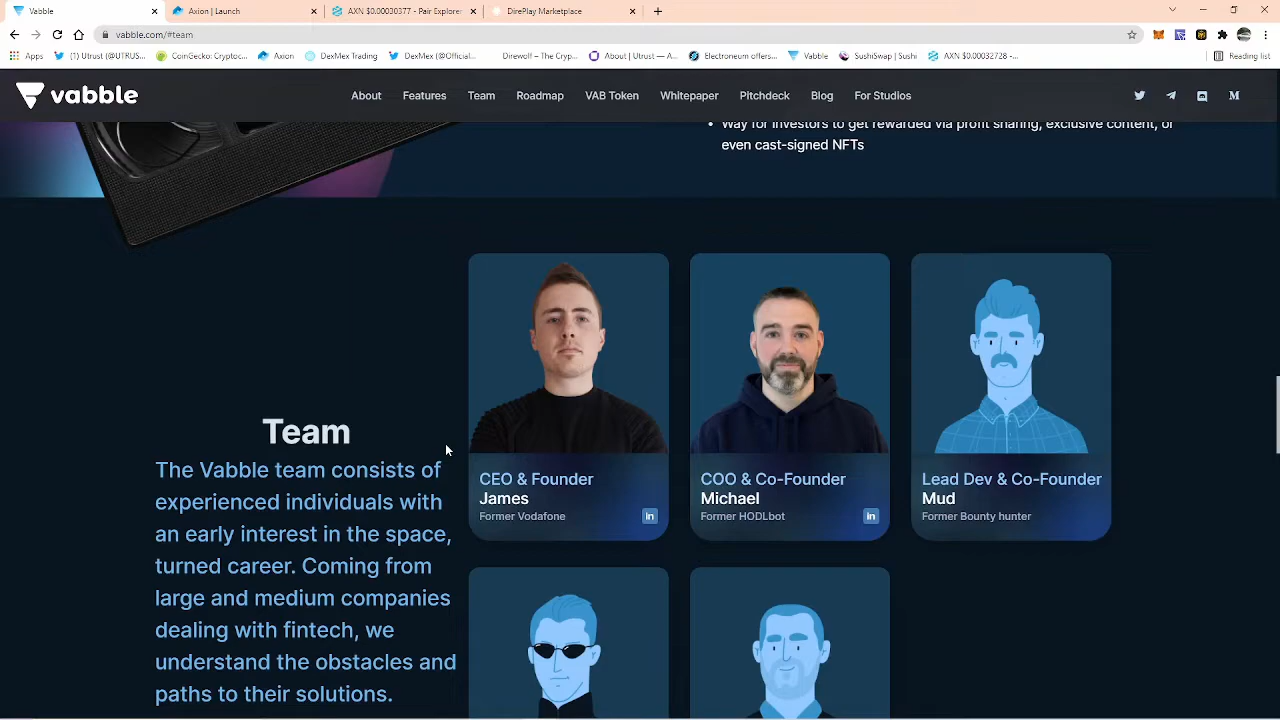 Vabble
Axion | Launch
AXN $0.00030377 - Pair Explorer
DirePlay Marketplace
vabble.com/#team
Apps
(1) Utrust (@UTRUS...
CoinGecko Cryptoc...
Axion
DexMex Trading
DexMex (@Official...
Direwolf – The Cryp...
About | Utrust — A...
Electroneum offers...
Vabble
SushiSwap | Sushi
AXN $0.00032728 -...
Reading list
vabble
About
Features
Team
Roadmap
VAB Token
Whitepaper
Pitchdeck
Blog
For Studios
Way for investors to get rewarded via profit sharing, exclusive content, or
even cast-signed NFTs
Team
The Vabble team consists of
experienced individuals with
an early interest in the space,
turned career. Coming from
large and medium companies
dealing with fintech, we
understand the obstacles and
paths to their solutions.
CEO & Founder
James
Former Vodafone
in
COO & Co-Founder
Michael
Former HODLbot
in
Lead Dev & Co-Founder
Mud
Former Bounty hunter